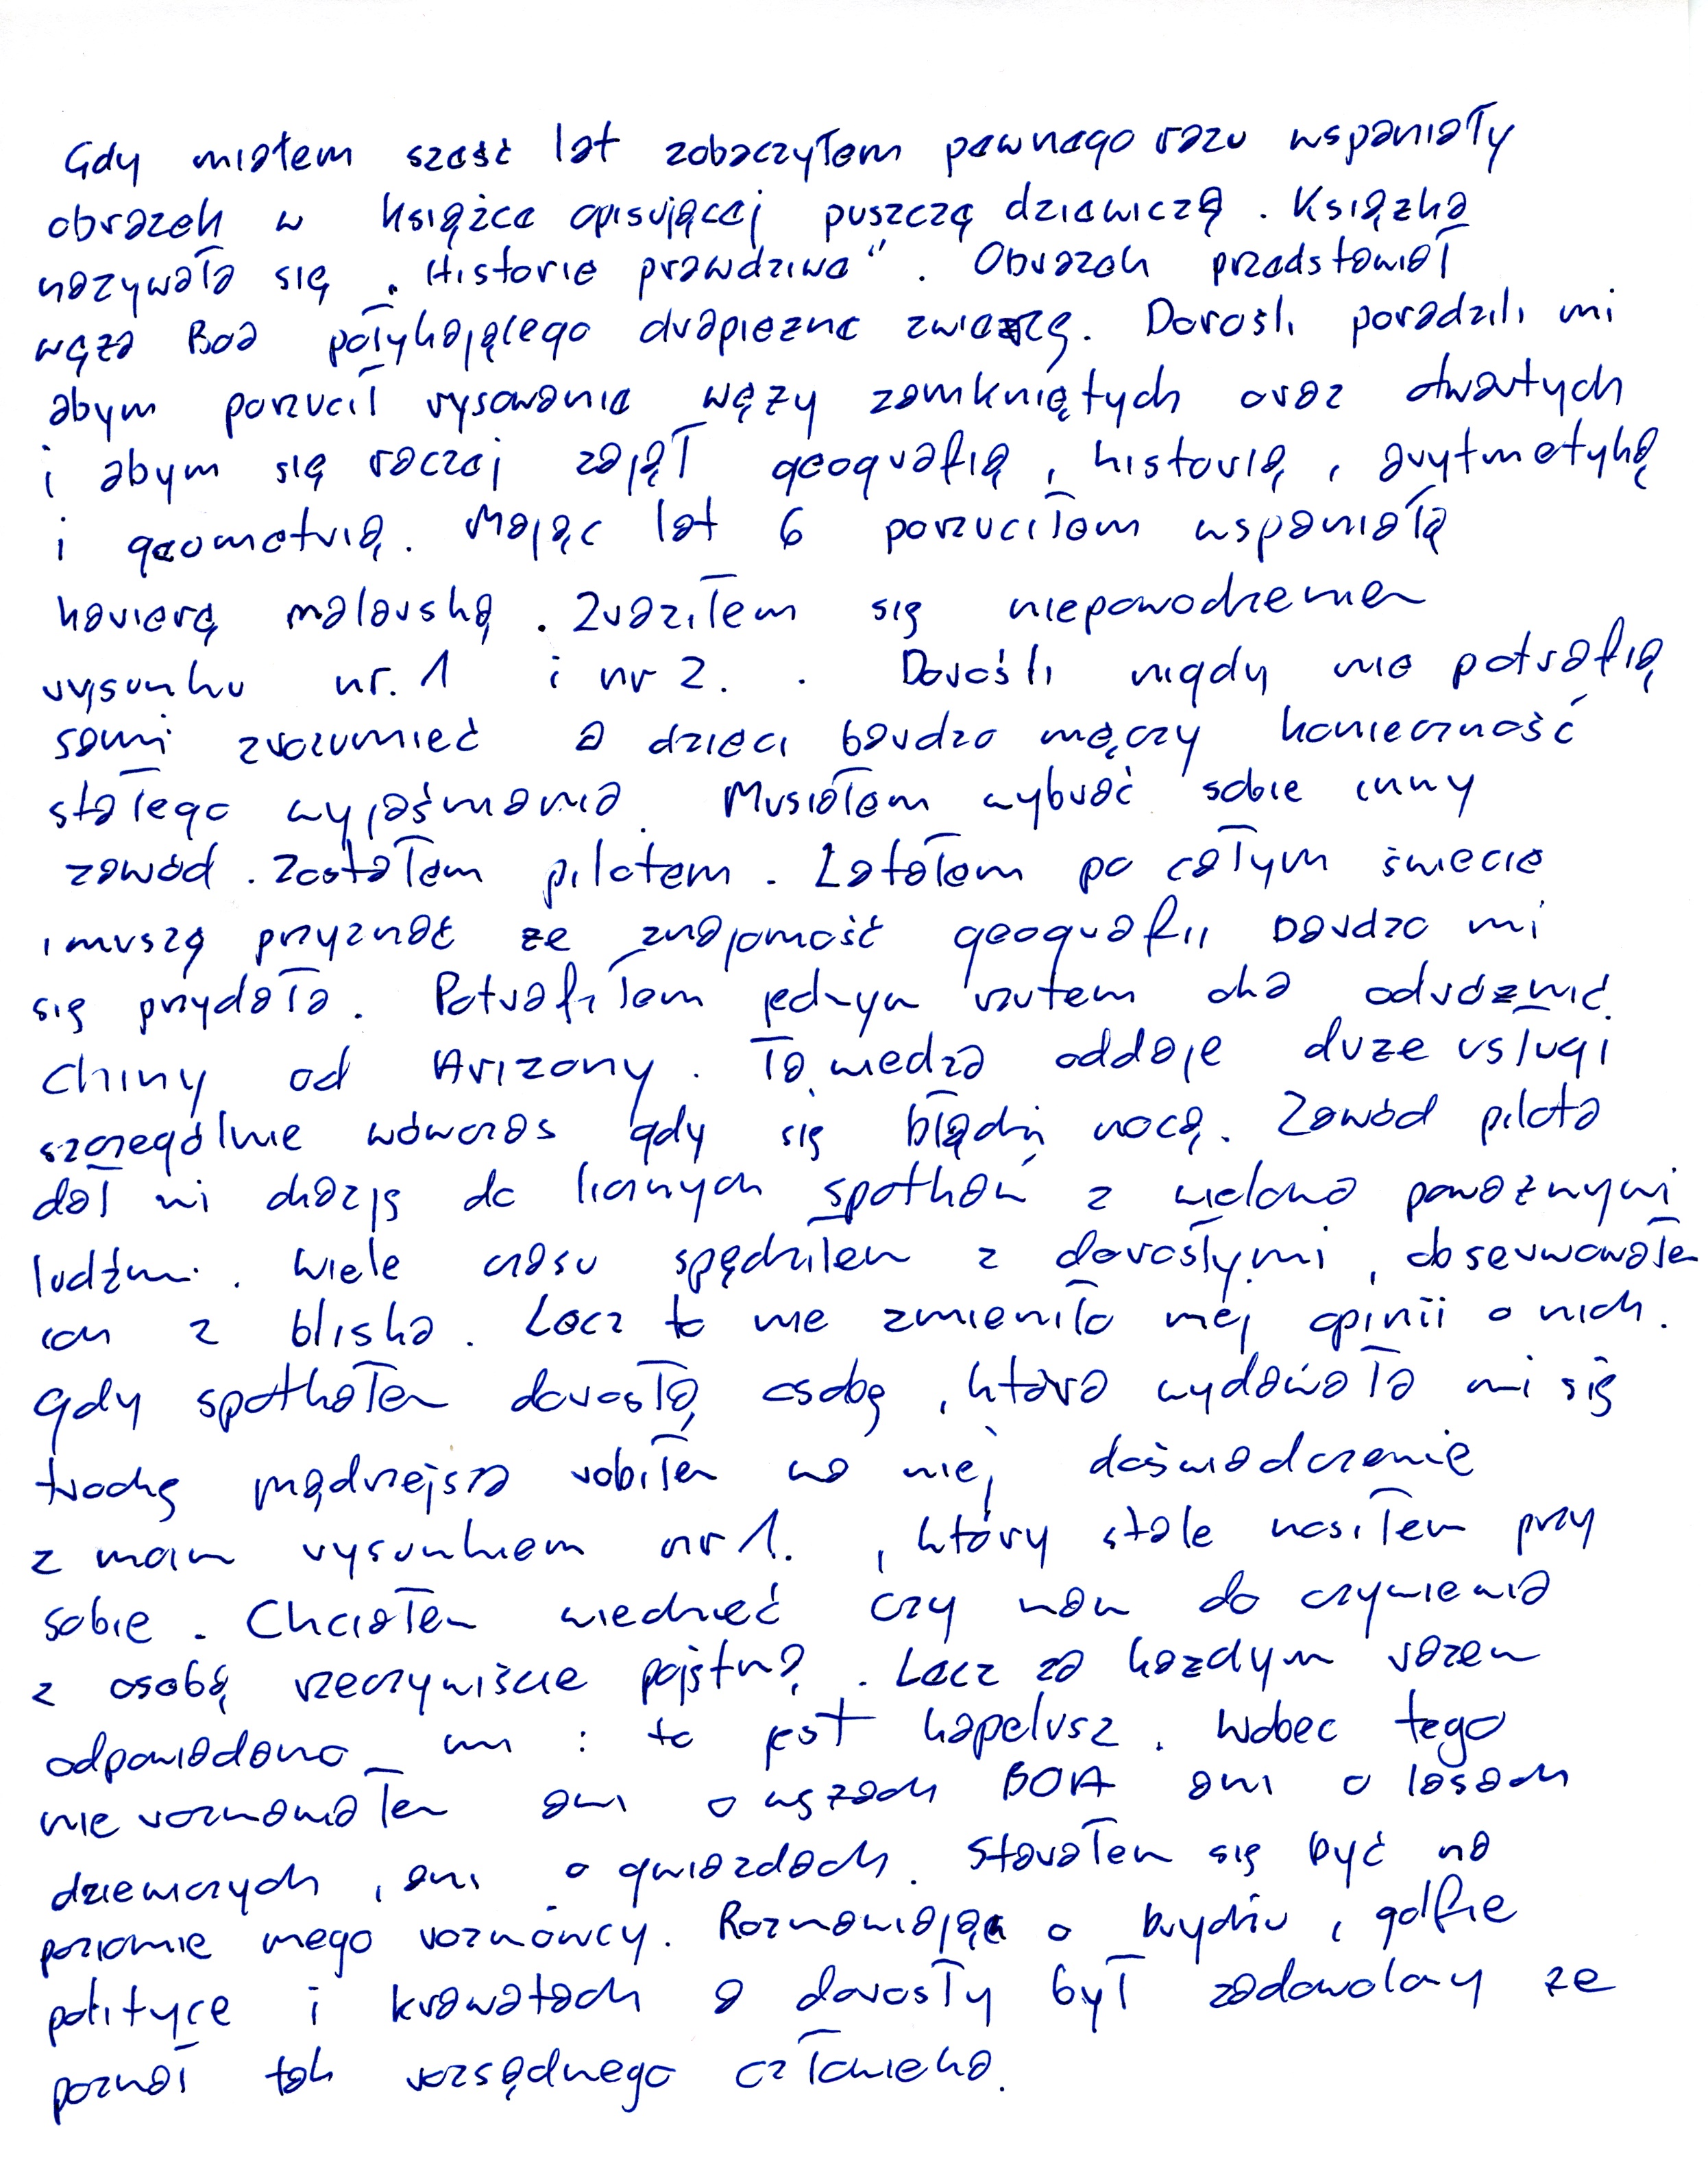 Gdy miałem sześć lat zobaczyłem pewnego razu wspaniały
obrazek w książce opisującej puszczę dziewiczą. Książka
nazywała się "Historie prawdziwe". Obrazek przedstawiał
węża Boa połykającego drapieżne zwierzę. Dorośli poradzili mi
abym porzucił rysowanie węży zamkniętych oraz otwartych
i abym się raczej zajął geografią, historią, arytmetyką
i geometrią. Mając lat 6 porzuciłem wspaniałą
karierę malarską. Zraziłem się niepowodzeniem
rysunku nr. 1 i nr 2. Dorośli nigdy nie potrafią
sami zrozumieć a dzieci bardzo męczy konieczność
stałego wyjaśniania. Musiałem wybrać sobie inny
zawód. Zostałem pilotem. Latałem po całym świecie
i muszę przyznać ze znajomość geografii bardzo mi
się przydała. Potrafiłem jednym rzutem oka odróżnić
Chiny od Arizony. Ta wiedza oddaje duże usługi
szczególnie wówczas gdy się błądzi nocą. Zawód pilota
dał mi okazję do licznych spotkań z wieloma poważnymi
ludźmi. Wiele czasu spędziłem z dorosłymi, obserwowałem
ich z bliska. Lecz to nie zmieniło mej opinii o nich.
Gdy spotkałem dorosłą osobę, która wydawała mi się
trochę mądrzejsza robiłem na niej doświadczenie
z moim rysunkiem nr 1., który stale nosiłem przy
sobie. Chciałem wiedzieć czy mam do czynienia
z osobą rzeczywiście pojętną. Lecz za każdym razem
odpowiadano mi : to jest kapelusz. Wobec tego
nie rozmawiałem ani o wężach BOA ani o lasach
dziewiczych, ani o gwiazdach. Starałem się być na
poziomie mego rozmówcy. Rozmawiając o brydżu, golfie
polityce i krawatach a dorosły był zadowolony ze
poznał tak rozsądnego człowieka.